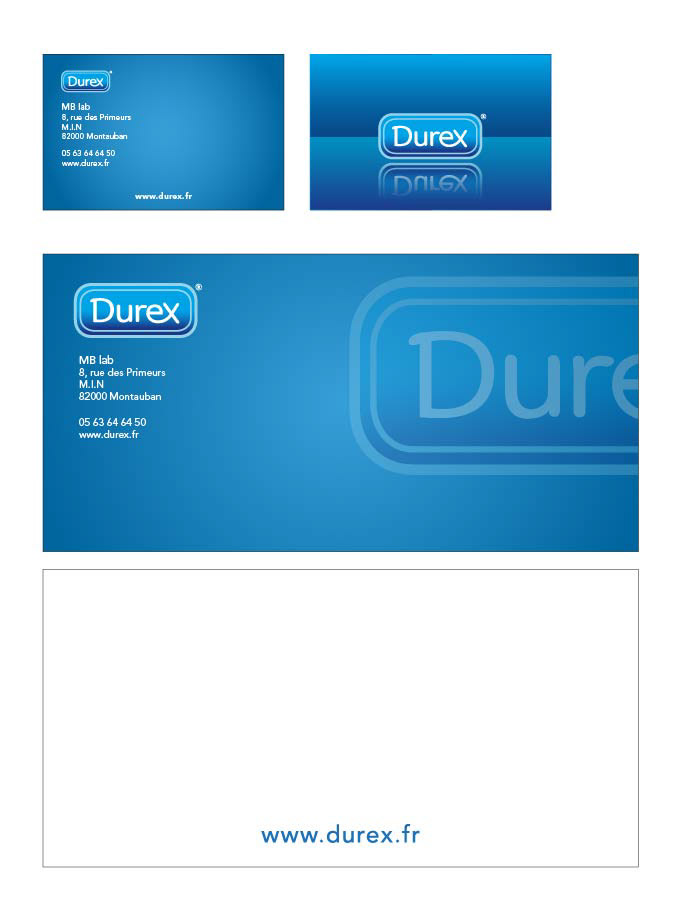 Durex
MB lab
8, rue des Primeurs
M.I.N
82000 Montauban
05 63 64 64 50
www.durex.fr
www.durex.fr
Durex®
Durex
Durex®
MB lab
8, rue des Primeurs
M.I.N
82000 Montauban
05 63 64 64 50
www.durex.fr
Dure
www.durex.fr